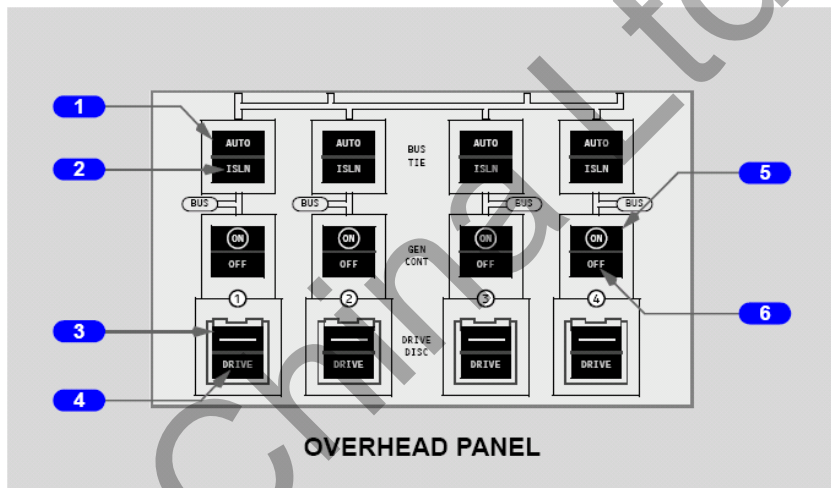 1
AUTO AUTO BUS TIE AUTO AUTO
2
ISLN ISLN ISLN ISLN
5
BUS BUS BUS BUS
ON ON GEN CONT ON ON
OFF OFF OFF OFF
6
1 2 3 4
3
DRIVE DISC
4
DRIVE DRIVE DRIVE DRIVE
OVERHEAD PANEL
China Ltd